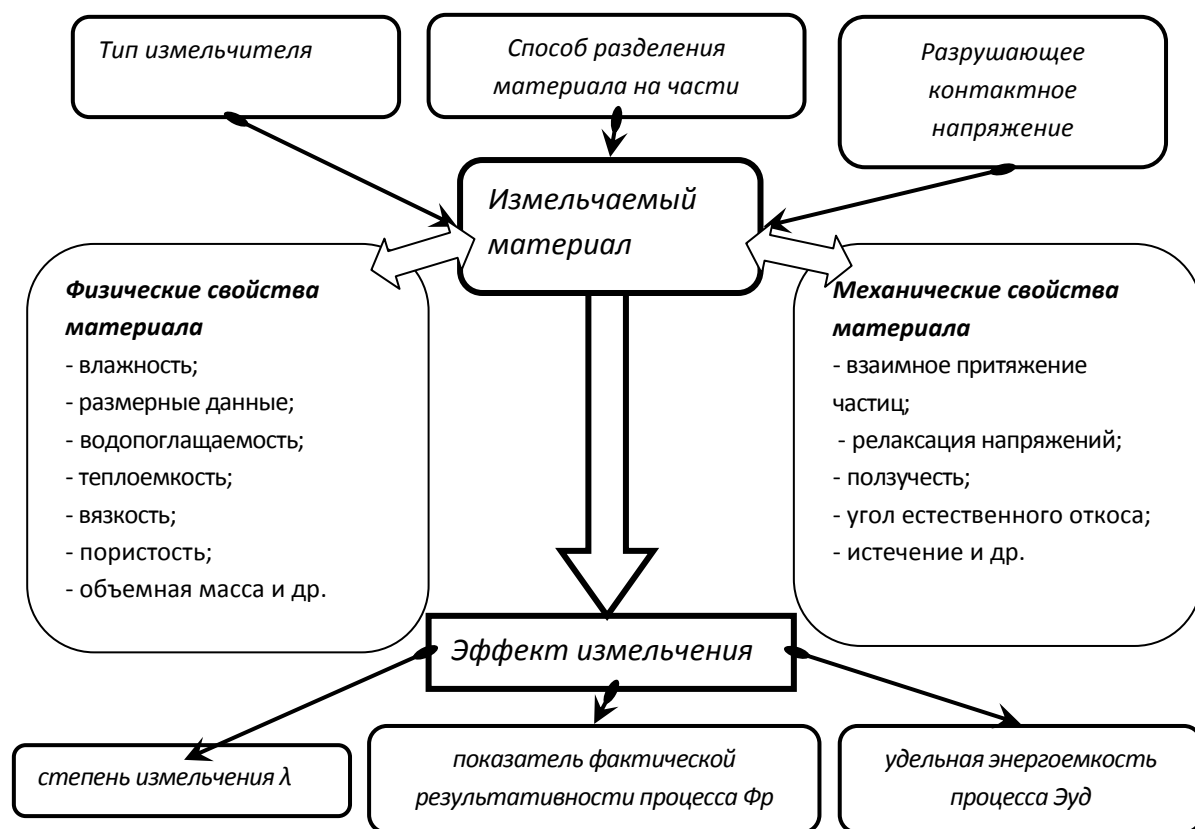 Тип измельчителя
Способ разделения
материала на части
Разрушающее
контактное
напряжение
Измельчаемый
материал
Физические свойства
материала
- влажность;
- размерные данные;
- водопоглащаемость;
- теплоемкость;
- вязкость;
- пористость;
- объемная масса и др.
Механические свойства
материала
- взаимное притяжение
частиц;
- релаксация напряжений;
- ползучесть;
- угол естественного откоса;
- истечение и др.
Эффект измельчения
степень измельчения λ
показатель фактической
результативности процесса Фр
удельная энергоемкость
процесса Эуд